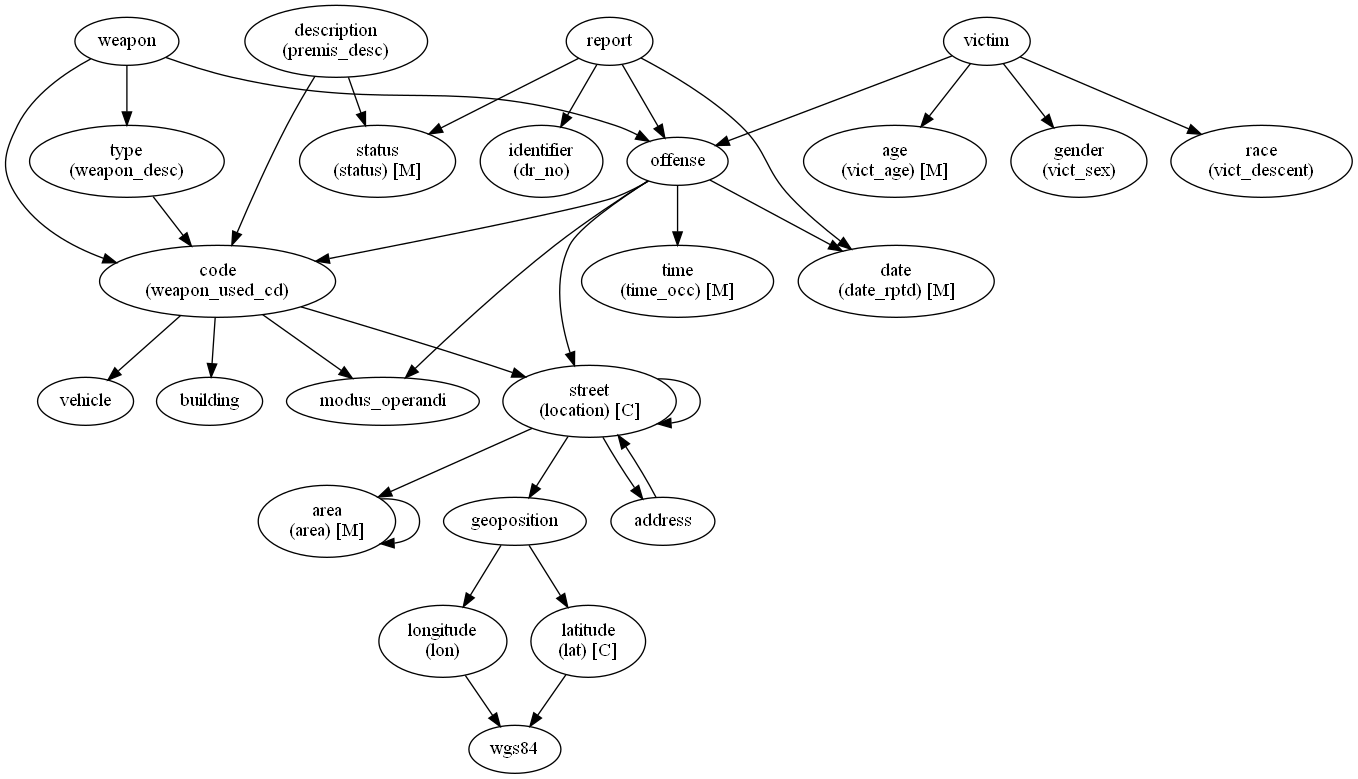 weapon
description
(premis_desc)
report
victim
type
(weapon_desc)
status
(status) [M]
identifier
(dr_no)
offense
age
(vict_age) [M]
gender
(vict_sex)
race
(vict_descent)
code
(weapon_used_cd)
time
(time_occ) [M]
date
(date_rptd) [M]
vehicle
building
modus_operandi
street
(location) [C]
area
(area) [M]
geoposition
address
longitude
(lon)
latitude
(lat) [C]
wgs84